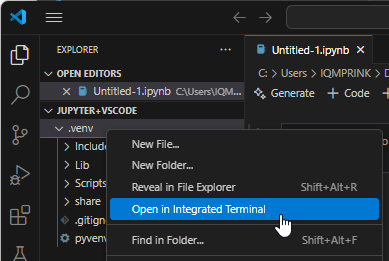 EXPLORER
Untitled-1.ipynb
OPEN EDITORS
Untitled-1.ipynb C:\Users\IQM...
C: > Users > IQMPRINK >
Generate + Code +
JUPYTER+VSCODE
.venv
Include
Lib
Scripts
share
.gitign
pyvenv
New File...
New Folder...
Reveal in File Explorer Shift+Alt+R
Open in Integrated Terminal
Find in Folder... Shift+Alt+F